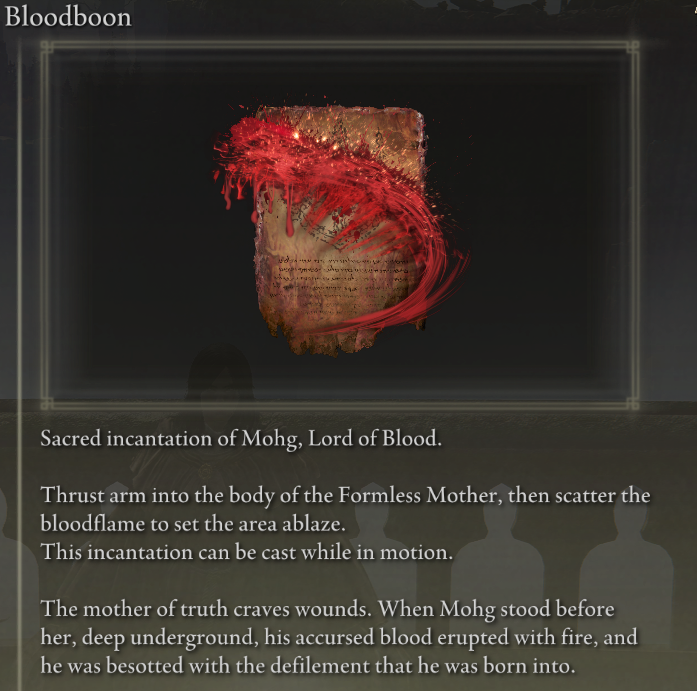 Bloodboon
Sacred incantation of Mohg, Lord of Blood.
Thrust arm into the body of the Formless Mother, then scatter the
bloodflame to set the area ablaze.
This incantation can be cast while in motion.
The mother of truth craves wounds. When Mohg stood before
her, deep underground, his accursed blood erupted with fire, and
he was besotted with the defilement that he was born into.